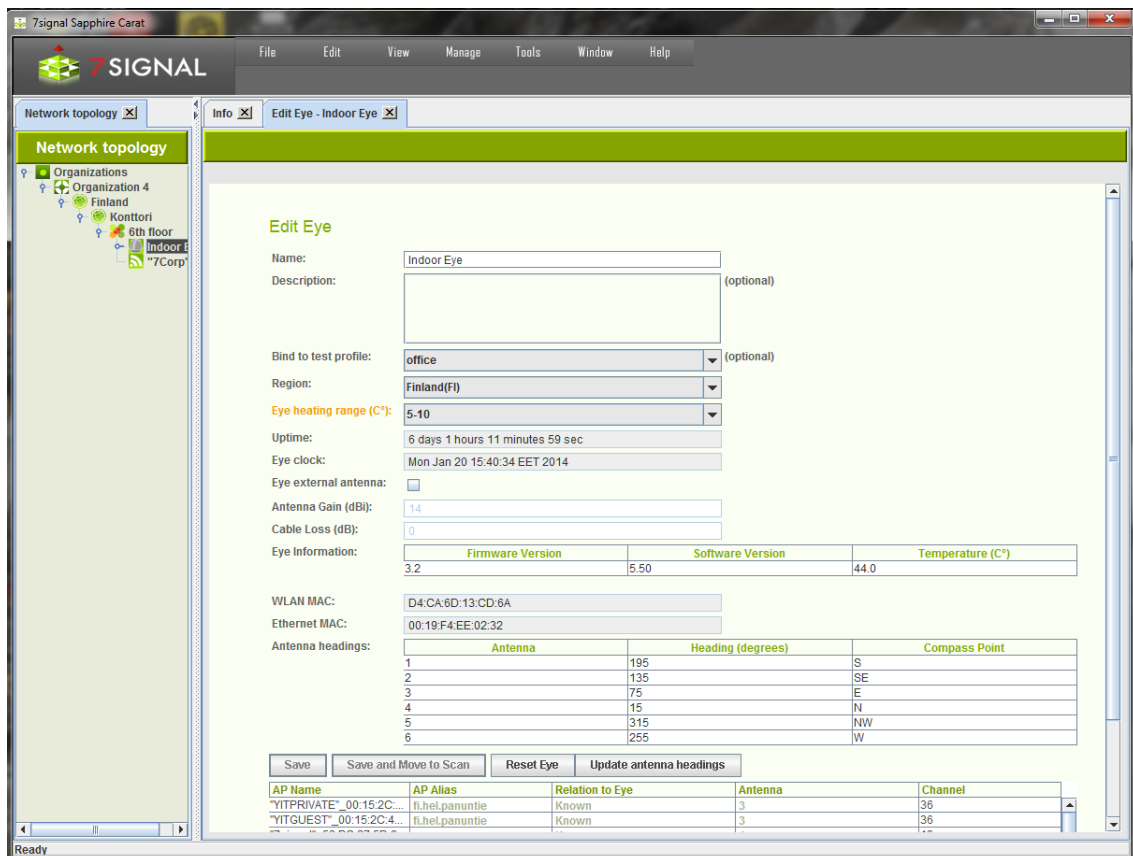 7signal Sapphire Carat
7SIGNAL
File Edit View Manage Tools Window Help
Network topology Info Edit Eye - Indoor Eye
Network topology
Organizations
Organization 4
Finland
Konttori
6th floor
Indoor E
"7Corp"
Edit Eye
Name: Indoor Eye
Description: (optional)
Bind to test profile: office (optional)
Region: Finland(FI)
Eye heating range (C°): 5-10
Uptime: 6 days 1 hours 11 minutes 59 sec
Eye clock: Mon Jan 20 15:40:34 EET 2014
Eye external antenna:
Antenna Gain (dBi): 14
Cable Loss (dB): 0
Eye Information: Firmware Version Software Version Temperature (C°)
3.2 5.50 44.0
WLAN MAC: D4:CA:6D:13:CD:6A
Ethernet MAC: 00:19:F4:EE:02:32
Antenna headings: Antenna Heading (degrees) Compass Point
1 195 S
2 135 SE
3 75 E
4 15 N
5 315 NW
6 255 W
Save Save and Move to Scan Reset Eye Update antenna headings
AP Name AP Alias Relation to Eye Antenna Channel
"YITPRIVATE"_00:15:2C:... fi.hel.panuntie Known 3 36
"YITGUEST"_00:15:2C:4... fi.hel.panuntie Known 3 36
Ready